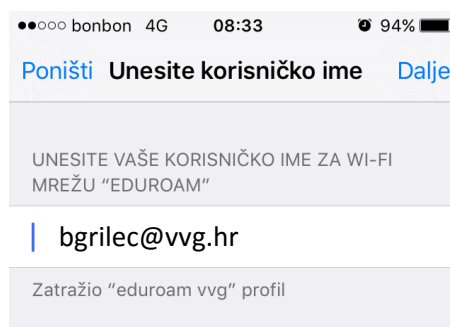 bonbon 4G 08:33 94%
Poništi Unesite korisničko ime Dalje
UNESITE VAŠE KORISNIČKO IME ZA WI-FI
MREŽU "EDUROAM"
bgrilec@vvg.hr
Zatražio "eduroam vvg" profil